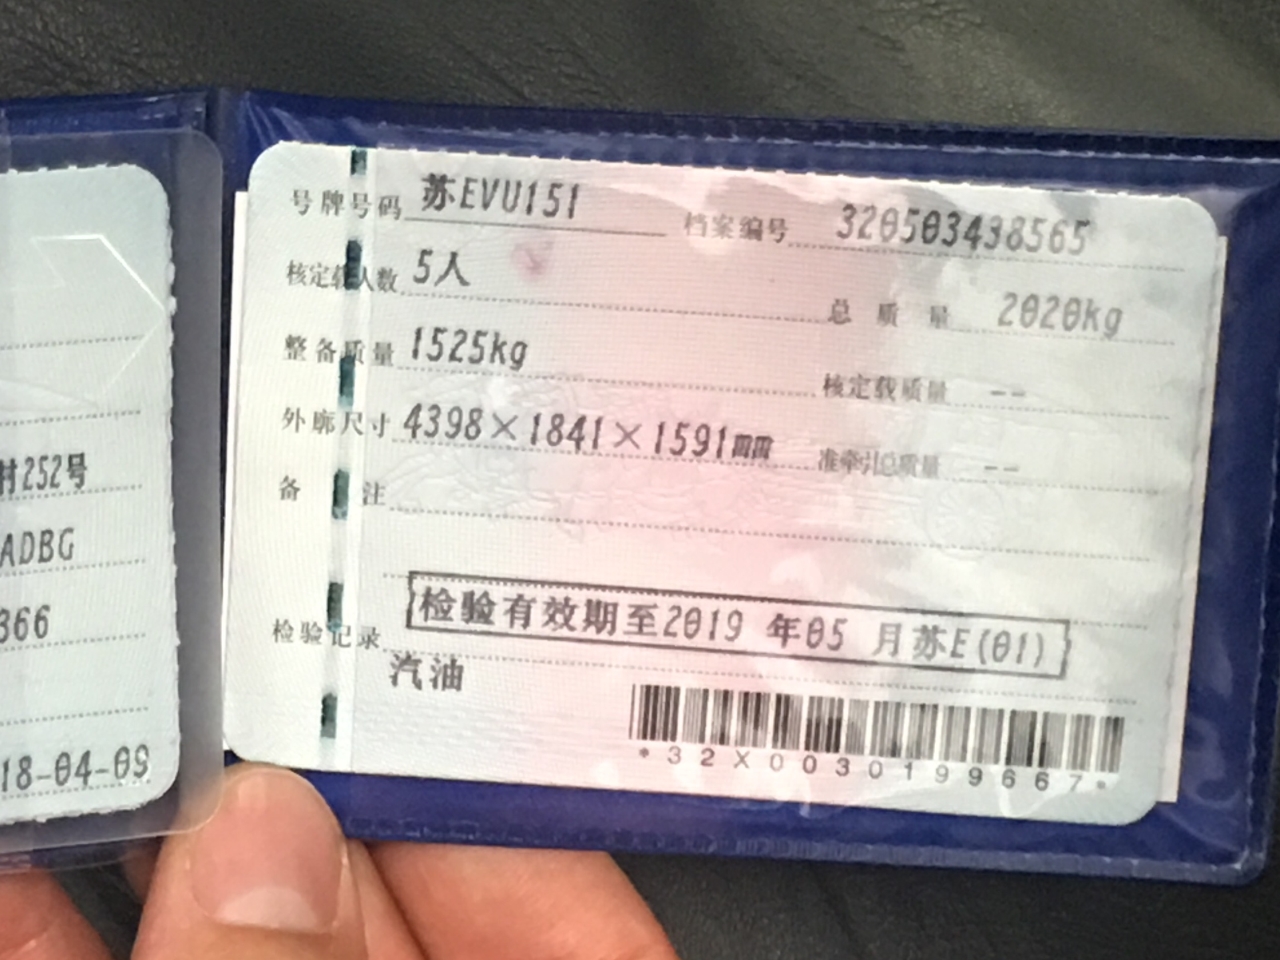 村252号
ADBG
366
18-04-09
号牌号码 苏EVU151 档案编号 320503438565
核定载人数 5人 总质量 2020kg
整备质量 1525kg 核定载质量 --
外廓尺寸 4398×1841×1591mm 准牵引总质量 --
备注
检验记录 检验有效期至2019 年05 月苏E(01)
汽油
*32X0030199667*